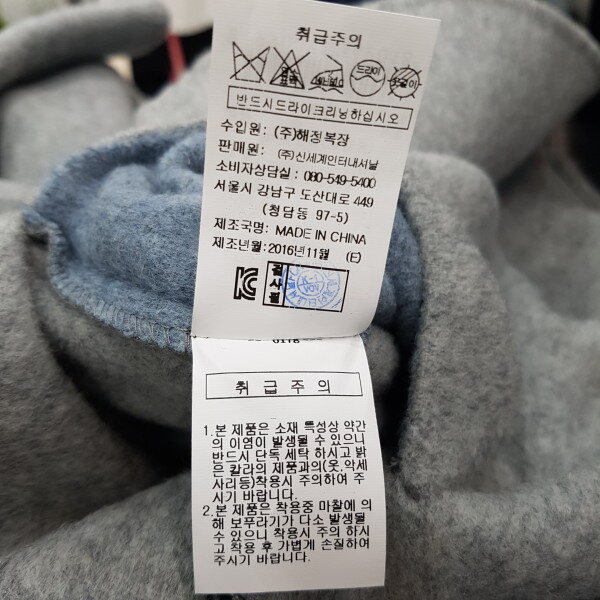 취급주의
드라이
반드시드라이크리닝하십시오
수입원: (주)해정복장
판매원: (주)신세계인터내셔날
소비자상담실: 080-549-5400
서울시 강남구 도산대로 449
(청담동 97-5)
제조국명: MADE IN CHINA
제조년월:2016년11월 (E)
검사필
취급주의
1.본 제품은 소재 특성상 약간
의 이염이 발생될 수 있으니
반드시 단독 세탁 하시고 밝
은 칼라의 제품과의(옷,악세
사리등)착용시 주의하여 주
시기 바랍니다.
2.본 제품은 착용중 마찰에 의
해 보푸라기가 다소 발생될
수 있으니 착용시 주의 하시
고 착용 후 가볍게 손질하여
주시기 바랍니다.